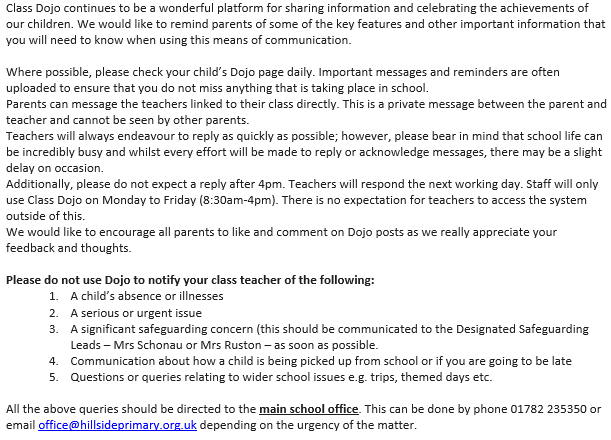 Class Dojo continues to be a wonderful platform for sharing information and celebrating the achievements of
our children. We would like to remind parents of some of the key features and other important information that
you will need to know when using this means of communication.
Where possible, please check your child's Dojo page daily. Important messages and reminders are often
uploaded to ensure that you do not miss anything that is taking place in school.
Parents can message the teachers linked to their class directly. This is a private message between the parent and
teacher and cannot be seen by other parents.
Teachers will always endeavour to reply as quickly as possible; however, please bear in mind that school life can
be incredibly busy and whilst every effort will be made to reply or acknowledge messages, there may be a slight
delay on occasion.
Additionally, please do not expect a reply after 4pm. Teachers will respond the next working day. Staff will only
use Class Dojo on Monday to Friday (8:30am-4pm). There is no expectation for teachers to access the system
outside of this.
We would like to encourage all parents to like and comment on Dojo posts as we really appreciate your
feedback and thoughts.
Please do not use Dojo to notify your class teacher of the following:
1. A child's absence or illnesses
2. A serious or urgent issue
3. A significant safeguarding concern (this should be communicated to the Designated Safeguarding
Leads – Mrs Schonau or Mrs Ruston – as soon as possible.
4. Communication about how a child is being picked up from school or if you are going to be late
5. Questions or queries relating to wider school issues e.g. trips, themed days etc.
All the above queries should be directed to the main school office. This can be done by phone 01782 235350 or
email office@hillsideprimary.org.uk depending on the urgency of the matter.